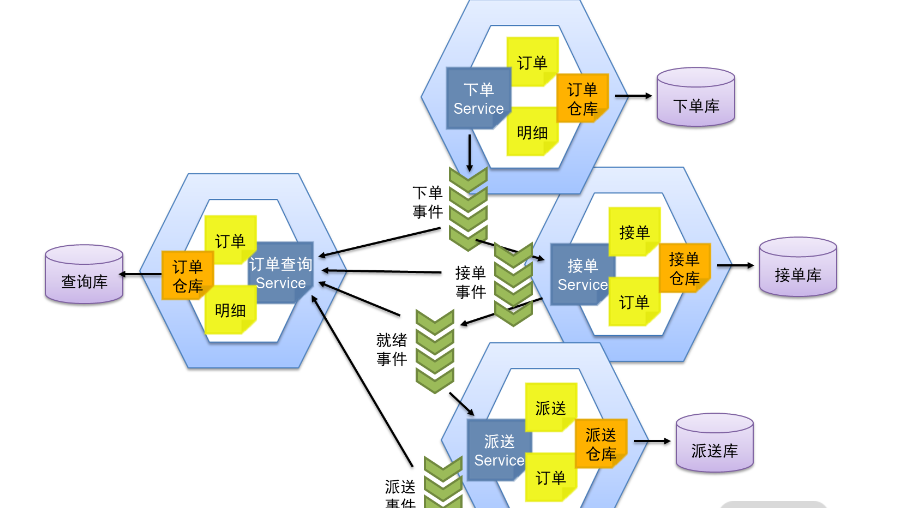 订单
下单
Service
订单
仓库
明细
下单库
下单
事件
接单
订单
订单查询
Service
订单
仓库
明细
查询库
接单
事件
接单
Service
接单
仓库
订单
接单库
就绪
事件
派送
派送
Service
派送
仓库
订单
派送库
派送
事件